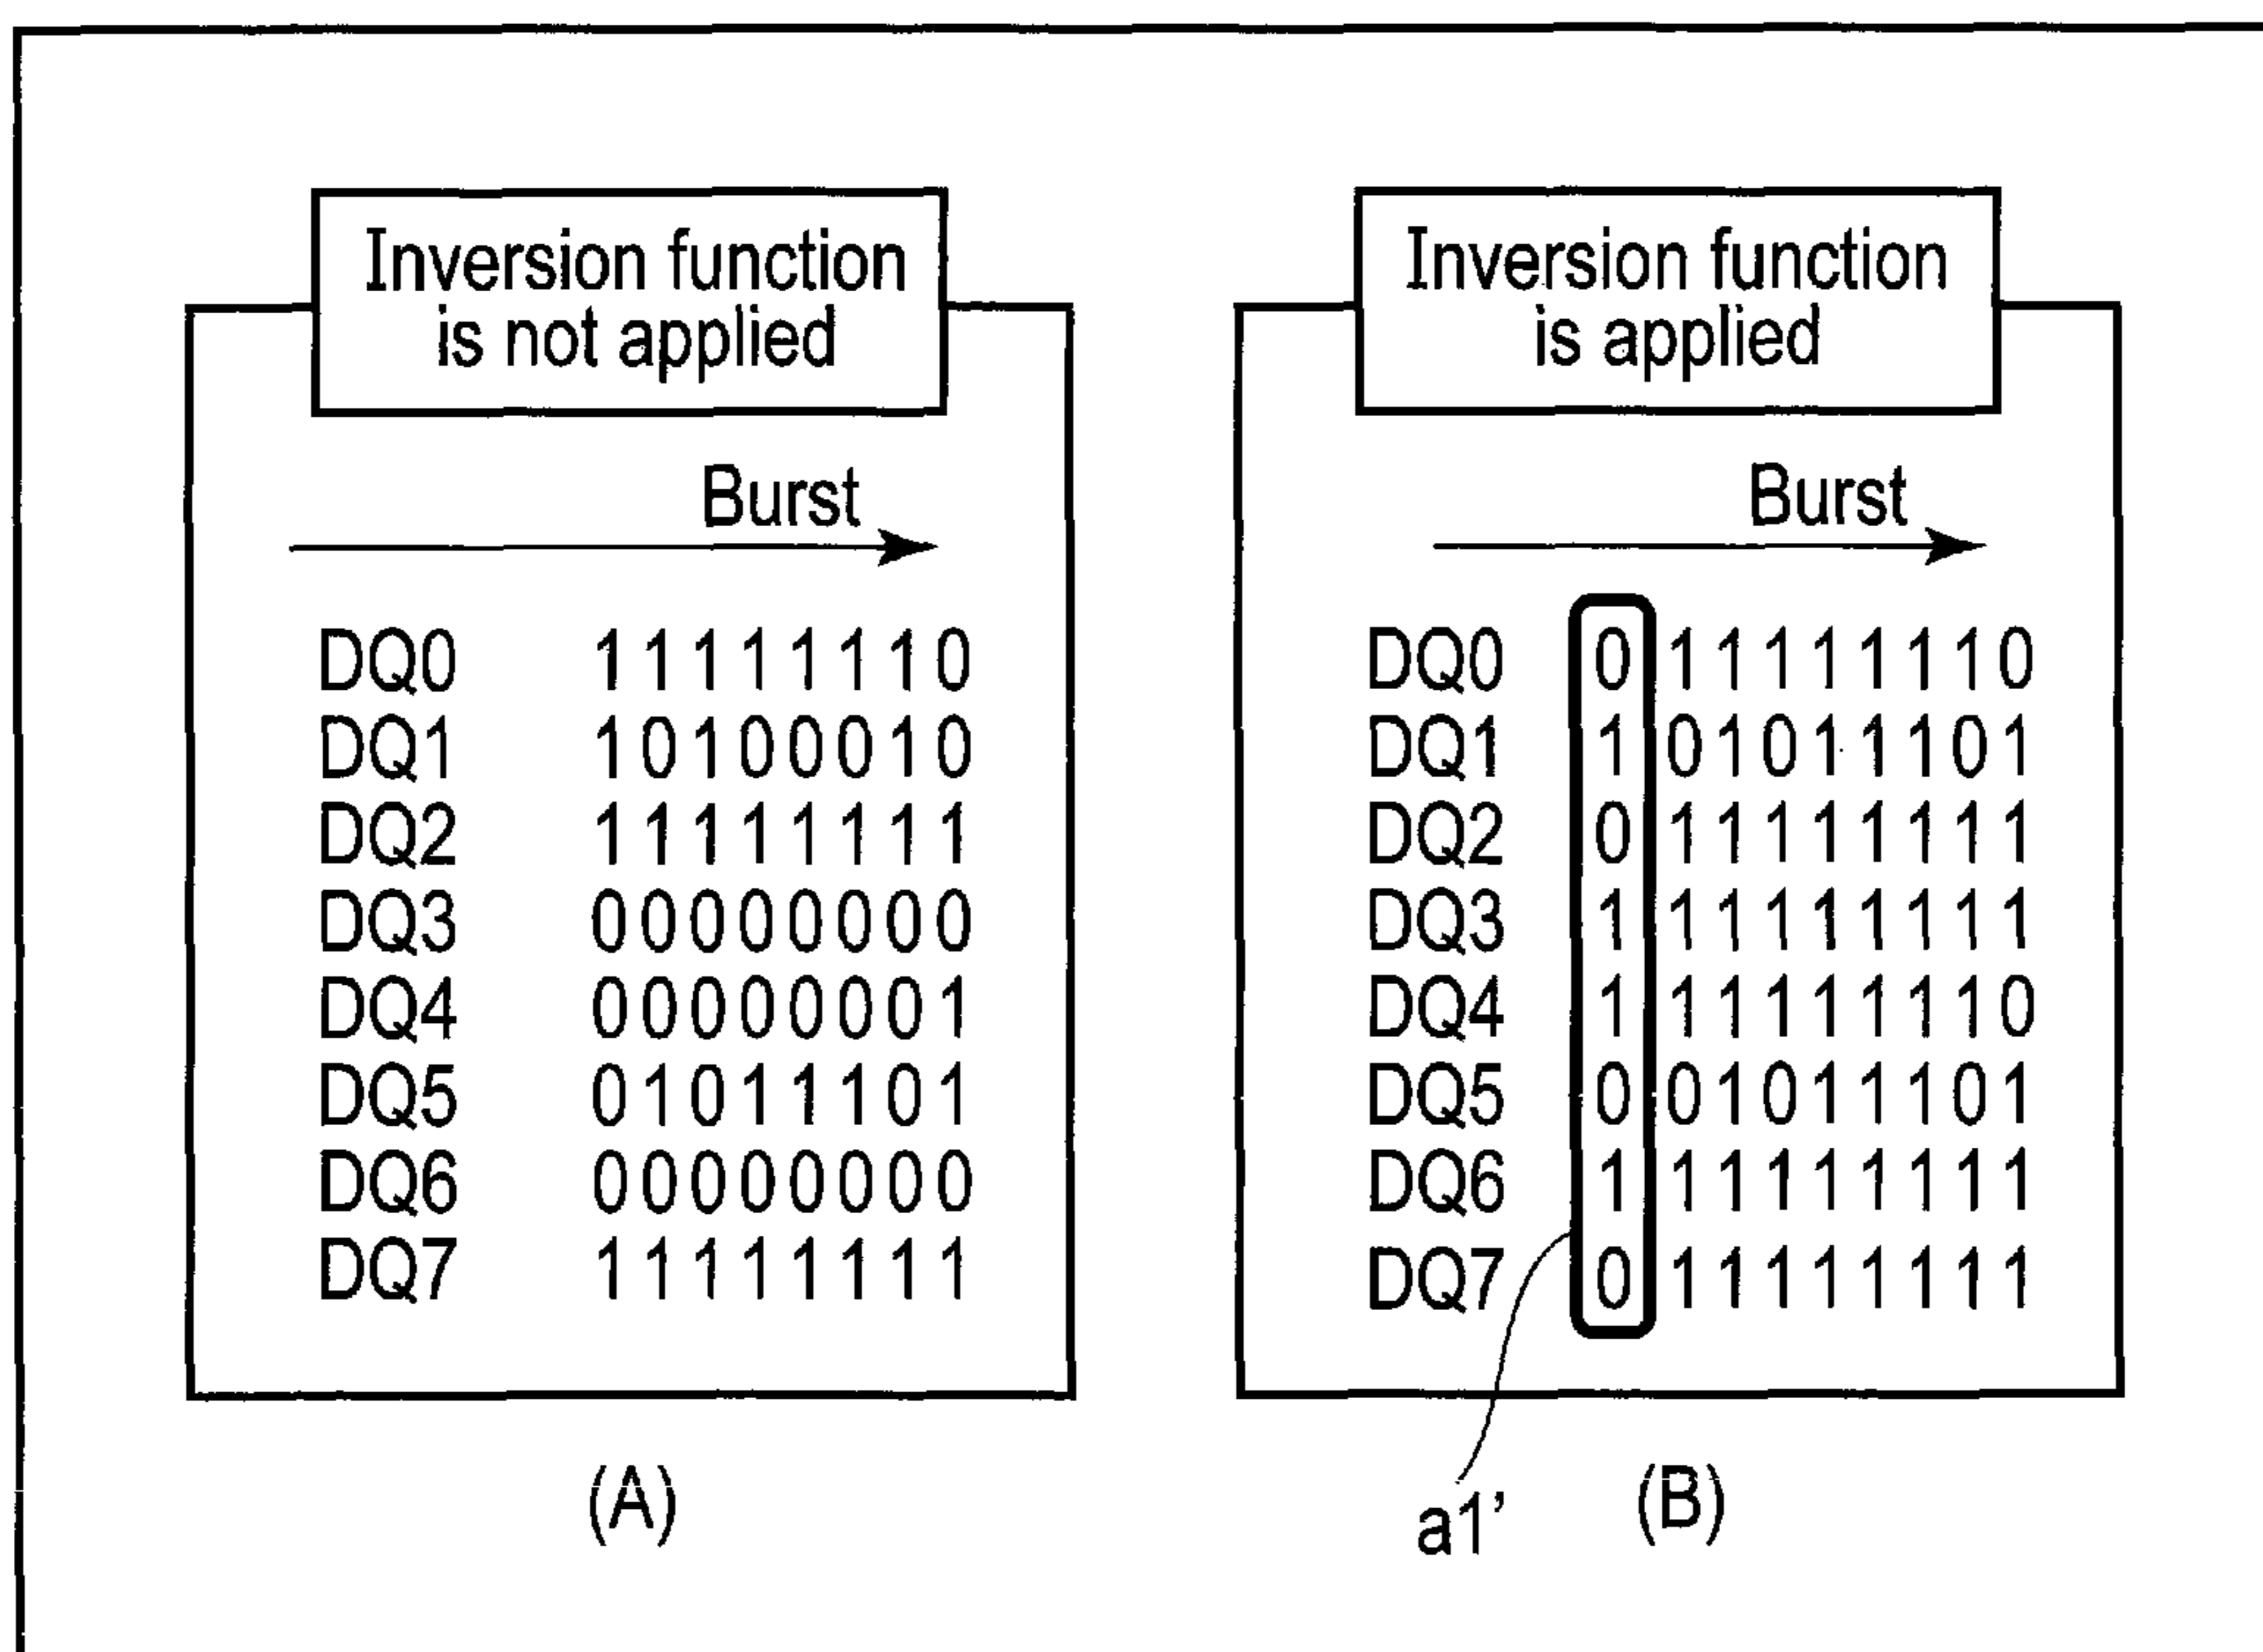 Inversion function
is not applied
Burst
DQ0 11111110
DQ1 10100010
DQ2 11111111
DQ3 00000000
DQ4 00000001
DQ5 01011101
DQ6 00000000
DQ7 11111111
(A)
Inversion function
is applied
Burst
DQ0 0 11111110
DQ1 1 01011101
DQ2 0 11111111
DQ3 1 11111111
DQ4 1 11111110
DQ5 0 01011101
DQ6 1 11111111
DQ7 0 11111111
a1’
(B)